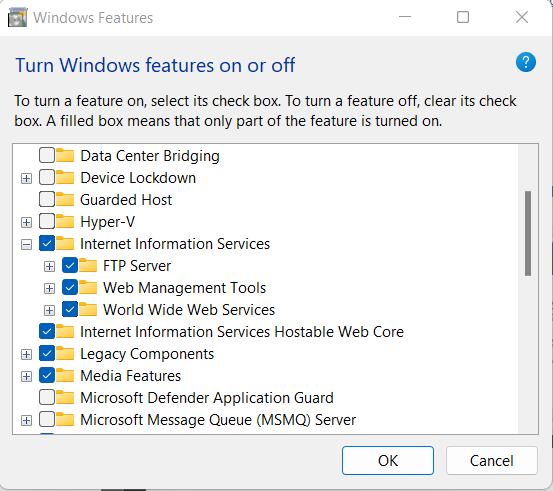 Windows Features
Turn Windows features on or off
?
To turn a feature on, select its check box. To turn a feature off, clear its check
box. A filled box means that only part of the feature is turned on.
Data Center Bridging
Device Lockdown
Guarded Host
Hyper-V
Internet Information Services
FTP Server
Web Management Tools
World Wide Web Services
Internet Information Services Hostable Web Core
Legacy Components
Media Features
Microsoft Defender Application Guard
Microsoft Message Queue (MSMQ) Server
OK Cancel